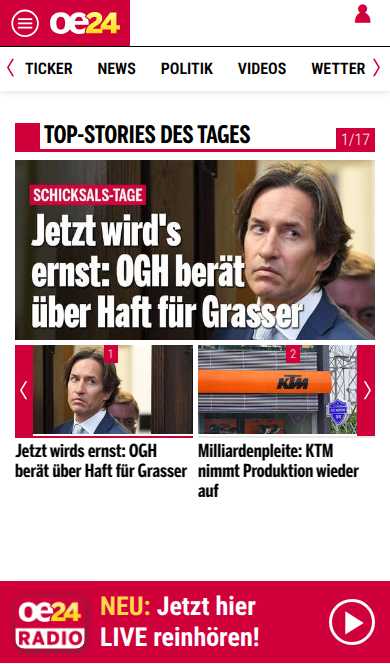 oe24
TICKER NEWS POLITIK VIDEOS WETTER
TOP-STORIES DES TAGES
1/17
SCHICKSALS-TAGE
Jetzt wird's
ernst: OGH berät
über Haft für Grasser
1
2
KTM
Jetzt wirds ernst: OGH
berät über Haft für Grasser
Milliardenpleite: KTM
nimmt Produktion wieder
auf
oe24
RADIO
NEU: Jetzt hier
LIVE reinhören!